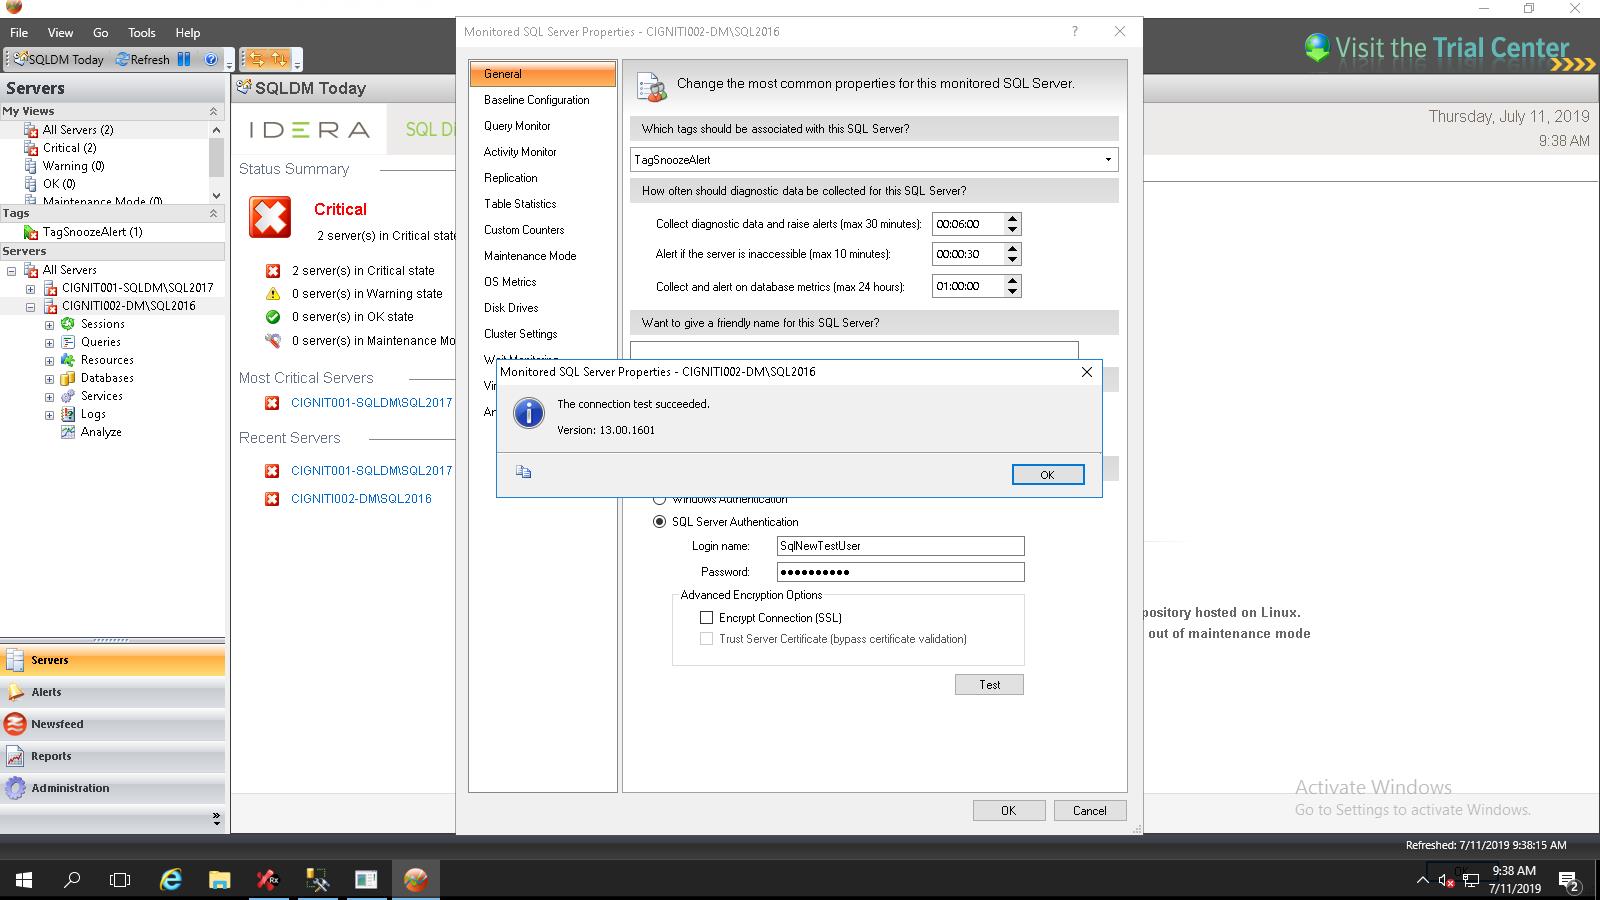 File View Go Tools Help
SQLDM Today Refresh
Visit the Trial Center
Servers
My Views
All Servers (2)
Critical (2)
Warning (0)
OK (0)
Maintenance Mode (0)
Tags
TagSnoozeAlert (1)
Servers
All Servers
CIGNIT001-SQLDM\SQL2017
CIGNITI002-DM\SQL2016
Sessions
Queries
Resources
Databases
Services
Logs
Analyze
Servers
Alerts
Newsfeed
Reports
Administration
SQLDM Today
IDERA SQL D
Thursday, July 11, 2019
9:38 AM
Status Summary
Critical
2 server(s) in Critical state
2 server(s) in Critical state
0 server(s) in Warning state
0 server(s) in OK state
0 server(s) in Maintenance Mo
Most Critical Servers
CIGNIT001-SQLDM\SQL2017
Recent Servers
CIGNIT001-SQLDM\SQL2017
CIGNITI002-DM\SQL2016
Monitored SQL Server Properties - CIGNITI002-DM\SQL2016 ?
General
Baseline Configuration
Query Monitor
Activity Monitor
Replication
Table Statistics
Custom Counters
Maintenance Mode
OS Metrics
Disk Drives
Cluster Settings
Wait Monitoring
Vir
An
Change the most common properties for this monitored SQL Server.
Which tags should be associated with this SQL Server?
TagSnoozeAlert
How often should diagnostic data be collected for this SQL Server?
Collect diagnostic data and raise alerts (max 30 minutes): 00:06:00
Alert if the server is inaccessible (max 10 minutes): 00:00:30
Collect and alert on database metrics (max 24 hours): 01:00:00
Want to give a friendly name for this SQL Server?
Monitored SQL Server Properties - CIGNITI002-DM\SQL2016
The connection test succeeded.
Version: 13.00.1601
OK
Windows Authentication
SQL Server Authentication
Login name: SqlNewTestUser
Password: ●●●●●●●●●●
Advanced Encryption Options
Encrypt Connection (SSL)
Trust Server Certificate (bypass certificate validation)
Test
OK Cancel
pository hosted on Linux.
out of maintenance mode
Activate Windows
Go to Settings to activate Windows.
Refreshed: 7/11/2019 9:38:15 AM
9:38 AM
7/11/2019
2